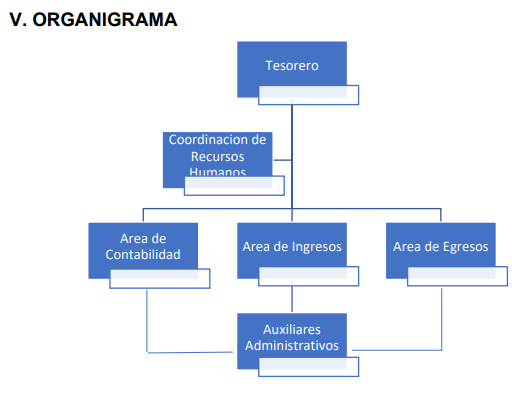 V. ORGANIGRAMA
Tesorero
Coordinacion de
Recursos
Humanos
Area de
Contabilidad
Area de Ingresos
Area de Egresos
Auxiliares
Administrativos